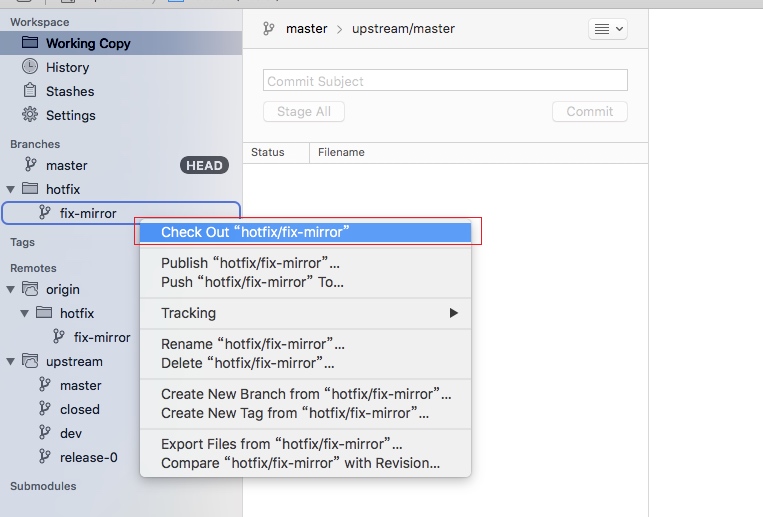 Workspace
Working Copy
History
Stashes
Settings
Branches
master HEAD
hotfix
fix-mirror
Tags
Remotes
origin
hotfix
fix-mirror
upstream
master
closed
dev
release-0
Submodules
master > upstream/master
Commit Subject
Stage All Commit
Status Filename
Check Out “hotfix/fix-mirror”
Publish “hotfix/fix-mirror”...
Push “hotfix/fix-mirror” To...
Tracking
Rename “hotfix/fix-mirror”...
Delete “hotfix/fix-mirror”...
Create New Branch from “hotfix/fix-mirror”...
Create New Tag from “hotfix/fix-mirror”...
Export Files from “hotfix/fix-mirror”...
Compare “hotfix/fix-mirror” with Revision...